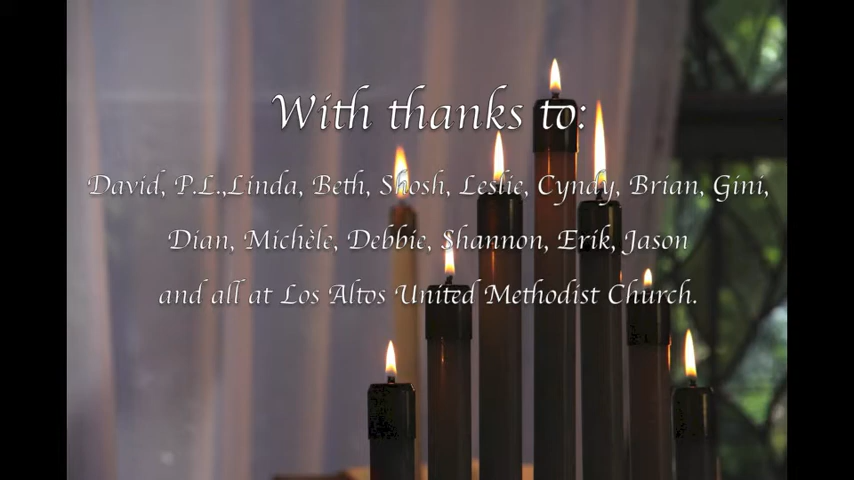 With thanks to:
David, P.L.,Linda, Beth, Shosh, Leslie, Cyndy, Brian, Gini,
Dian, Michèle, Debbie, Shannon, Erik, Jason
and all at Los Altos United Methodist Church.